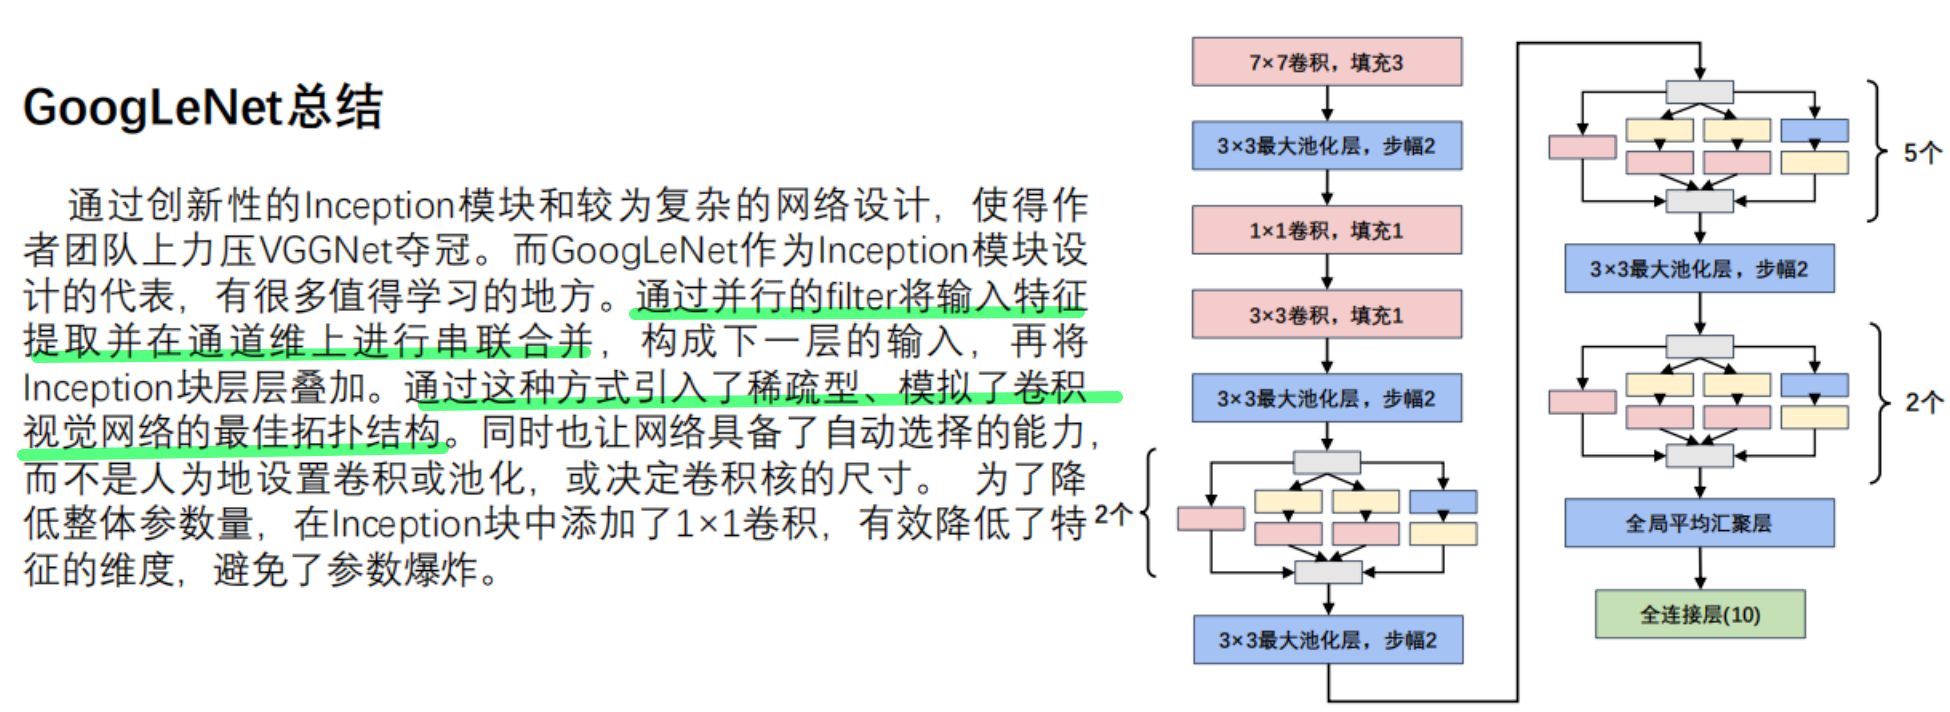 GoogLeNet总结
通过创新性的Inception模块和较为复杂的网络设计，使得作
者团队上力压VGGNet夺冠。而GoogLeNet作为Inception模块设
计的代表，有很多值得学习的地方。通过并行的filter将输入特征
提取并在通道维上进行串联合并，构成下一层的输入，再将
Inception块层层叠加。通过这种方式引入了稀疏型、模拟了卷积
视觉网络的最佳拓扑结构。同时也让网络具备了自动选择的能力，
而不是人为地设置卷积或池化，或决定卷积核的尺寸。 为了降
低整体参数量，在Inception块中添加了1×1卷积，有效降低了特
征的维度，避免了参数爆炸。
7×7卷积，填充3
3×3最大池化层，步幅2
1×1卷积，填充1
3×3卷积，填充1
3×3最大池化层，步幅2
2个
3×3最大池化层，步幅2
5个
3×3最大池化层，步幅2
2个
全局平均汇聚层
全连接层(10)